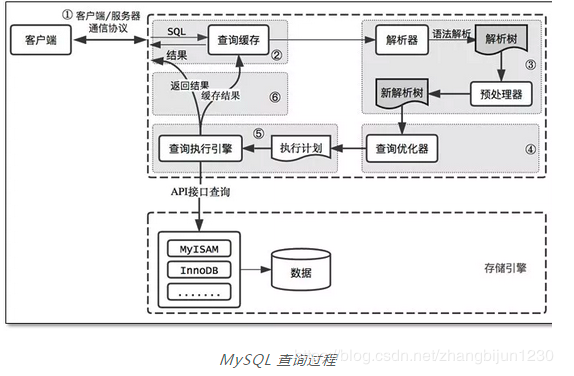 ① 客户端/服务器
通信协议
客户端
SQL
结果
查询缓存
②
解析器
语法解析
解析树
③
预处理器
新解析树
返回结果
缓存结果
⑥
查询执行引擎
⑤
执行计划
查询优化器
④
API接口查询
MyISAM
InnoDB
.......
数据
存储引擎
MySQL 查询过程
https://blog.csdn.net/zhangbijun1230